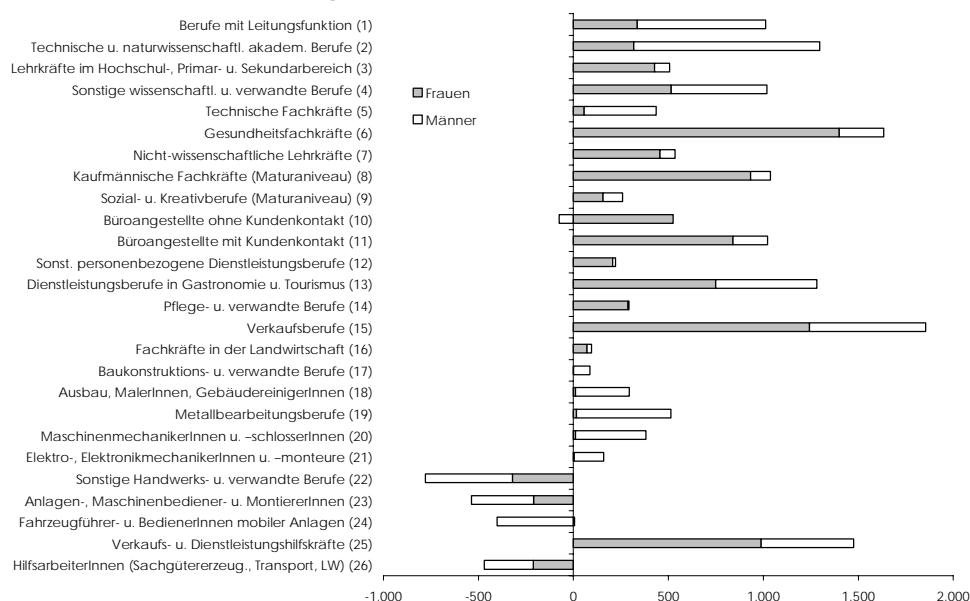 Berufe mit Leitungsfunktion (1)
Technische u. naturwissenschaftl. akadem. Berufe (2)
Lehrkräfte im Hochschul-, Primar- u. Sekundarbereich (3)
Sonstige wissenschaftl. u. verwandte Berufe (4)
Technische Fachkräfte (5)
Gesundheitsfachkräfte (6)
Nicht-wissenschaftliche Lehrkräfte (7)
Kaufmännische Fachkräfte (Maturaniveau) (8)
Sozial- u. Kreativberufe (Maturaniveau) (9)
Büroangestellte ohne Kundenkontakt (10)
Büroangestellte mit Kundenkontakt (11)
Sonst. personenbezogene Dienstleistungsberufe (12)
Dienstleistungsberufe in Gastronomie u. Tourismus (13)
Pflege- u. verwandte Berufe (14)
Verkaufsberufe (15)
Fachkräfte in der Landwirtschaft (16)
Baukonstruktions- u. verwandte Berufe (17)
Ausbau, MalerInnen, GebäudereinigerInnen (18)
Metallbearbeitungsberufe (19)
MaschinenmechanikerInnen u. –schlosserInnen (20)
Elektro-, ElektronikmechanikerInnen u. –monteure (21)
Sonstige Handwerks- u. verwandte Berufe (22)
Anlagen-, Maschinenbediener- u. MontiererInnen (23)
Fahrzeugführer- u. BedienerInnen mobiler Anlagen (24)
Verkaufs- u. Dienstleistungshilfskräfte (25)
HilfsarbeiterInnen (Sachgütererzeug., Transport, LW) (26)
Frauen
Männer
-1.000 -500 0 500 1.000 1.500 2.000